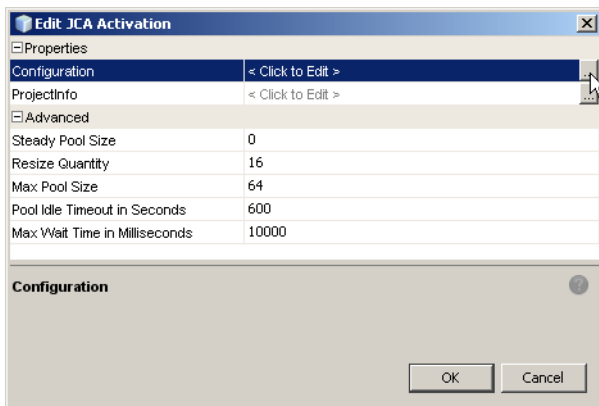 Edit JCA Activation
Properties
Configuration < Click to Edit > ...
ProjectInfo < Click to Edit > ...
Advanced
Steady Pool Size 0
Resize Quantity 16
Max Pool Size 64
Pool Idle Timeout in Seconds 600
Max Wait Time in Milliseconds 10000
Configuration ?
OK Cancel